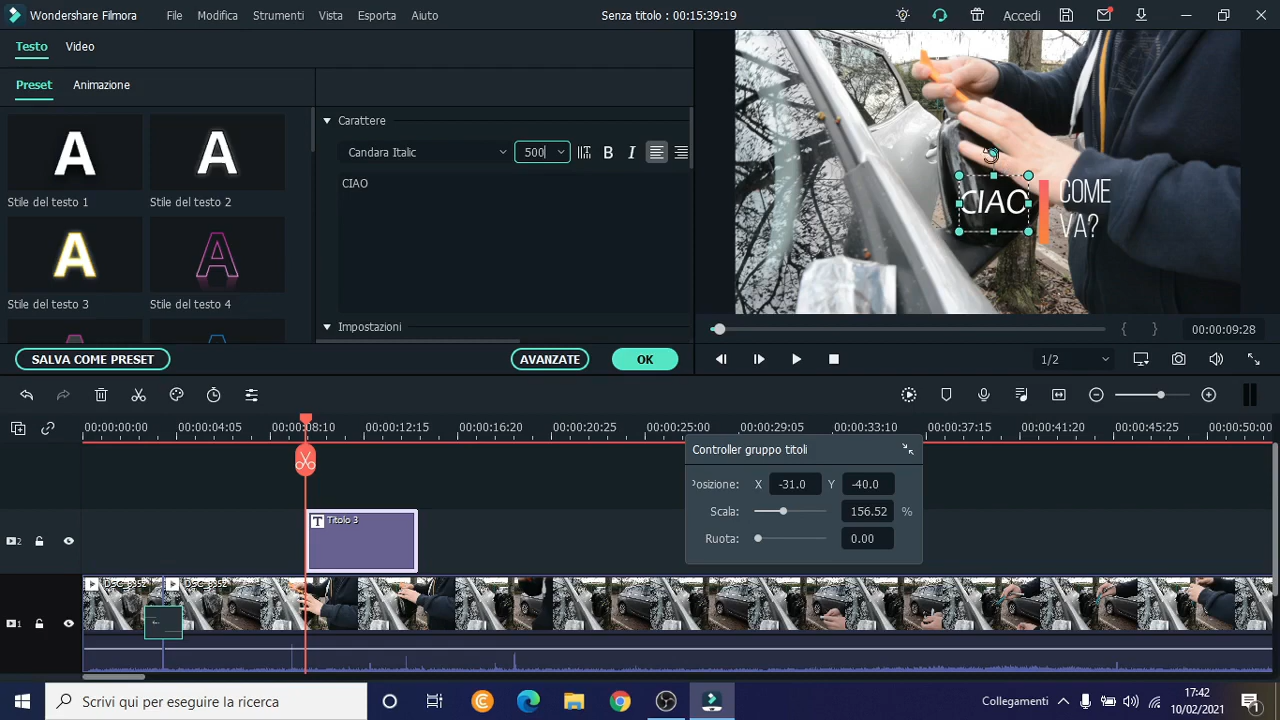 Wondershare Filmora File Modifica Strumenti Vista Esporta Aiuto Senza titolo : 00:15:39:19 Accedi
Testo Video
Preset Animazione
Carattere
Candara Italic 500 B I
CIAO
A A
Stile del testo 1 Stile del testo 2
A A
Stile del testo 3 Stile del testo 4
Impostazioni
SALVA COME PRESET AVANZATE OK
CIAO
COME
VA?
{ } 00:00:09:28
1/2
00:00:00:00 00:00:04:05 00:00:08:10 00:00:12:15 00:00:16:20 00:00:20:25 00:00:25:00 00:00:29:05 00:00:33:10 00:00:37:15 00:00:41:20 00:00:45:25 00:00:50:00
Controller gruppo titoli
Posizione: X -31.0 Y -40.0
Scala: 156.52 %
Ruota: 0.00
2 T Titolo 3
1
Scrivi qui per eseguire la ricerca
Collegamenti
17:42
10/02/2021
1